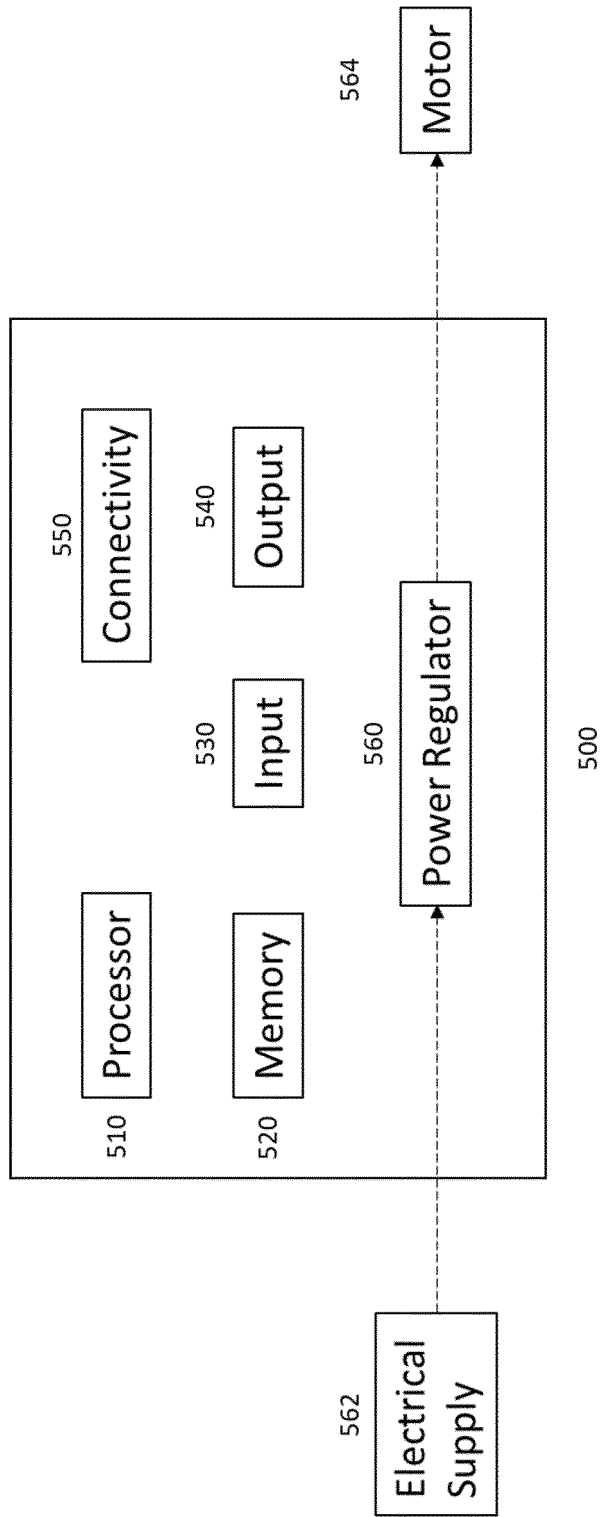 550
Connectivity
Processor
510
530
540
Input
Output
Memory
520
562
Electrical
Supply
560
Power Regulator
564
Motor
500